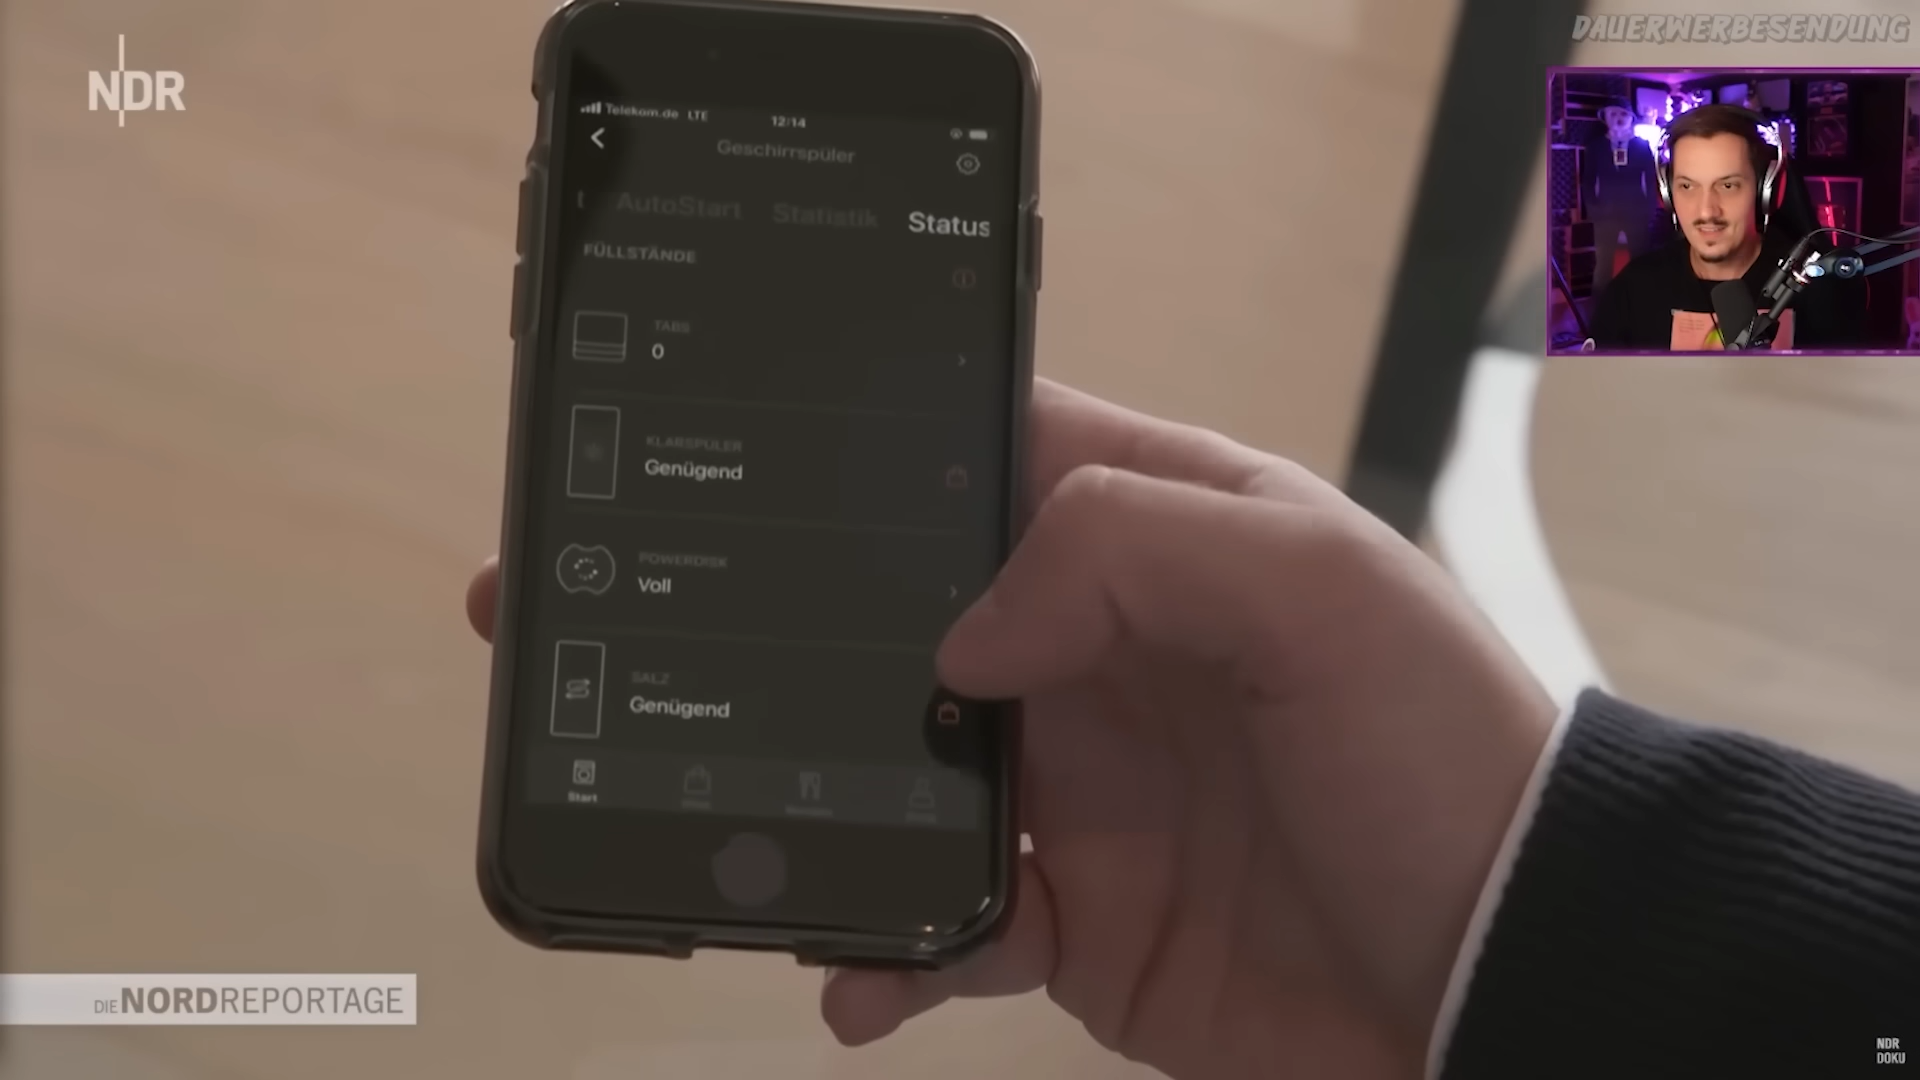 DAUERWERBESENDUNG
NDR
Telekom.de LTE
12/14
Geschirrspüler
t AutoStart Statistik Status
FÜLLSTÄNDE
TABS
0
KLARSPÜLER
Genügend
POWERDISK
Voll
SALZ
Genügend
Start
DIE NORDREPORTAGE
NDR
DOKU